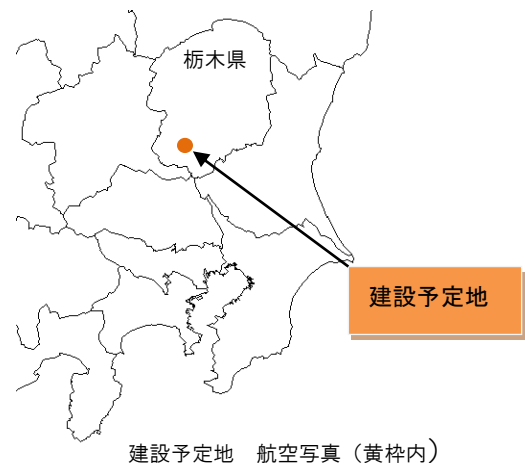 栃木県
建設予定地
建設予定地　航空写真（黄枠内）